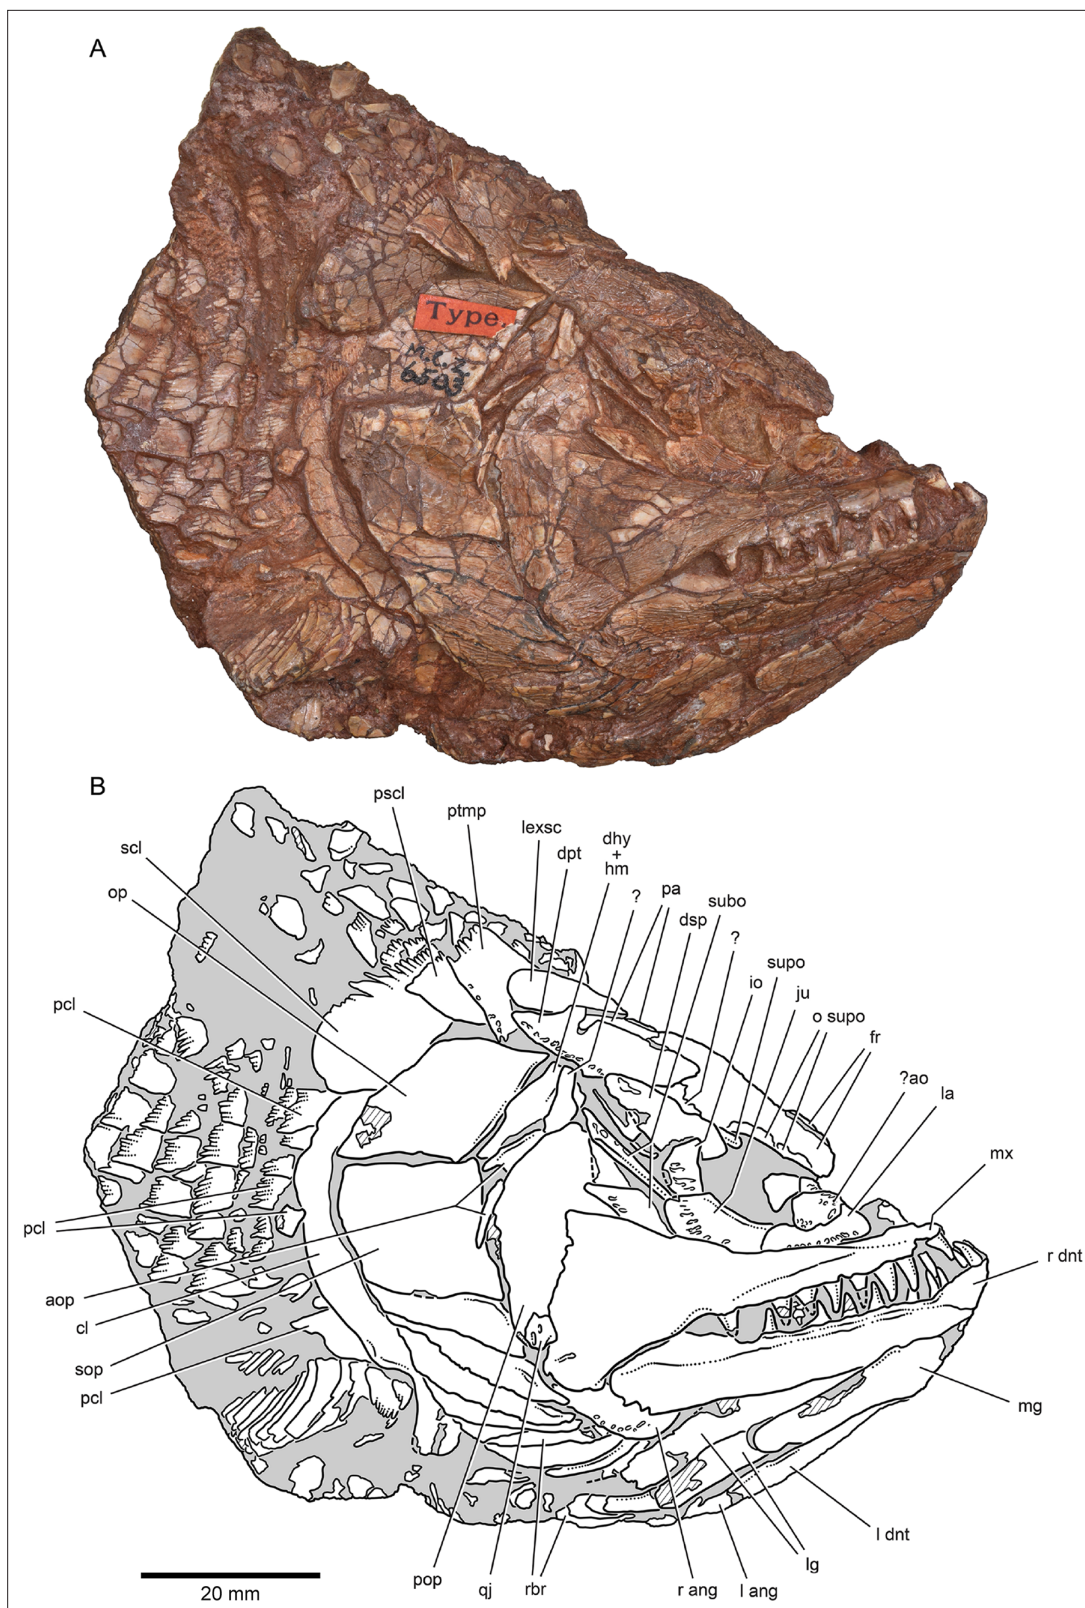 A
Type.
M.C.Z.
6503
B
pscl
ptmp
scl
lexsc
dhy
+
hm
op
dpt
?
pa
subo
dsp
?
supo
io
ju
pcl
o supo
fr
?ao
la
mx
pcl
r dnt
aop
cl
sop
pcl
mg
l dnt
lg
pop
qj
rbr
r ang
l ang
20 mm